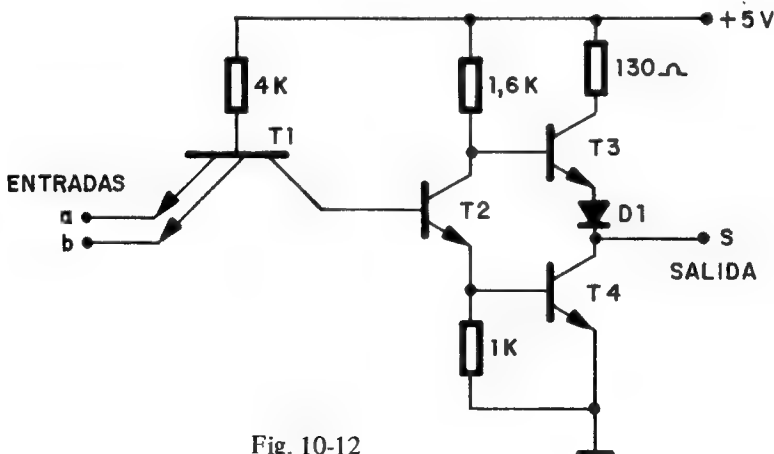 +5V
4K
1,6K
130Ω
T1
T3
ENTRADAS
a
b
T2
D1
S
SALIDA
T4
1K
Fig. 10-12